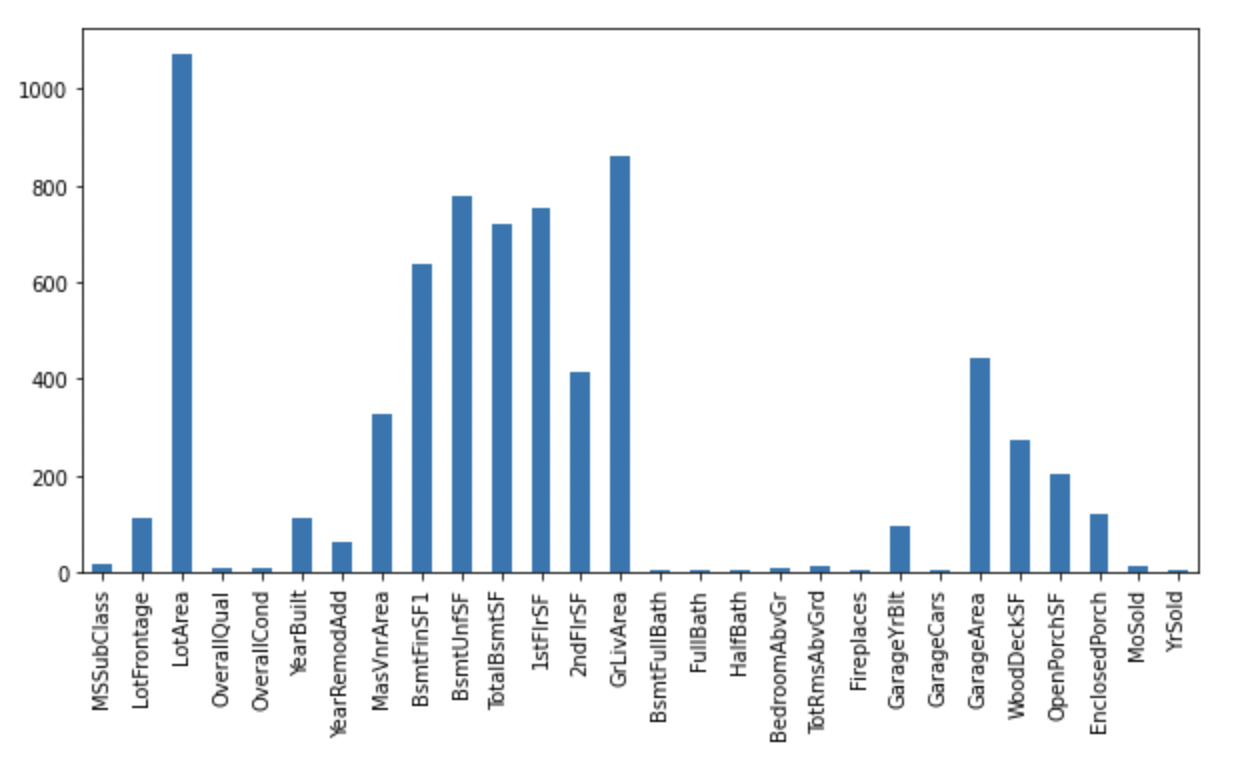 1000
800
600
400
200
0
MSSubClass
LotFrontage
LotArea
OverallQual
OverallCond
YearBuilt
YearRemodAdd
MasVnrArea
BsmtFinSF1
BsmtUnfSF
TotalBsmtSF
1stFlrSF
2ndFlrSF
GrLivArea
BsmtFullBath
FullBath
HalfBath
BedroomAbvGr
TotRmsAbvGrd
Fireplaces
GarageYrBlt
GarageCars
GarageArea
WoodDeckSF
OpenPorchSF
EnclosedPorch
MoSold
YrSold